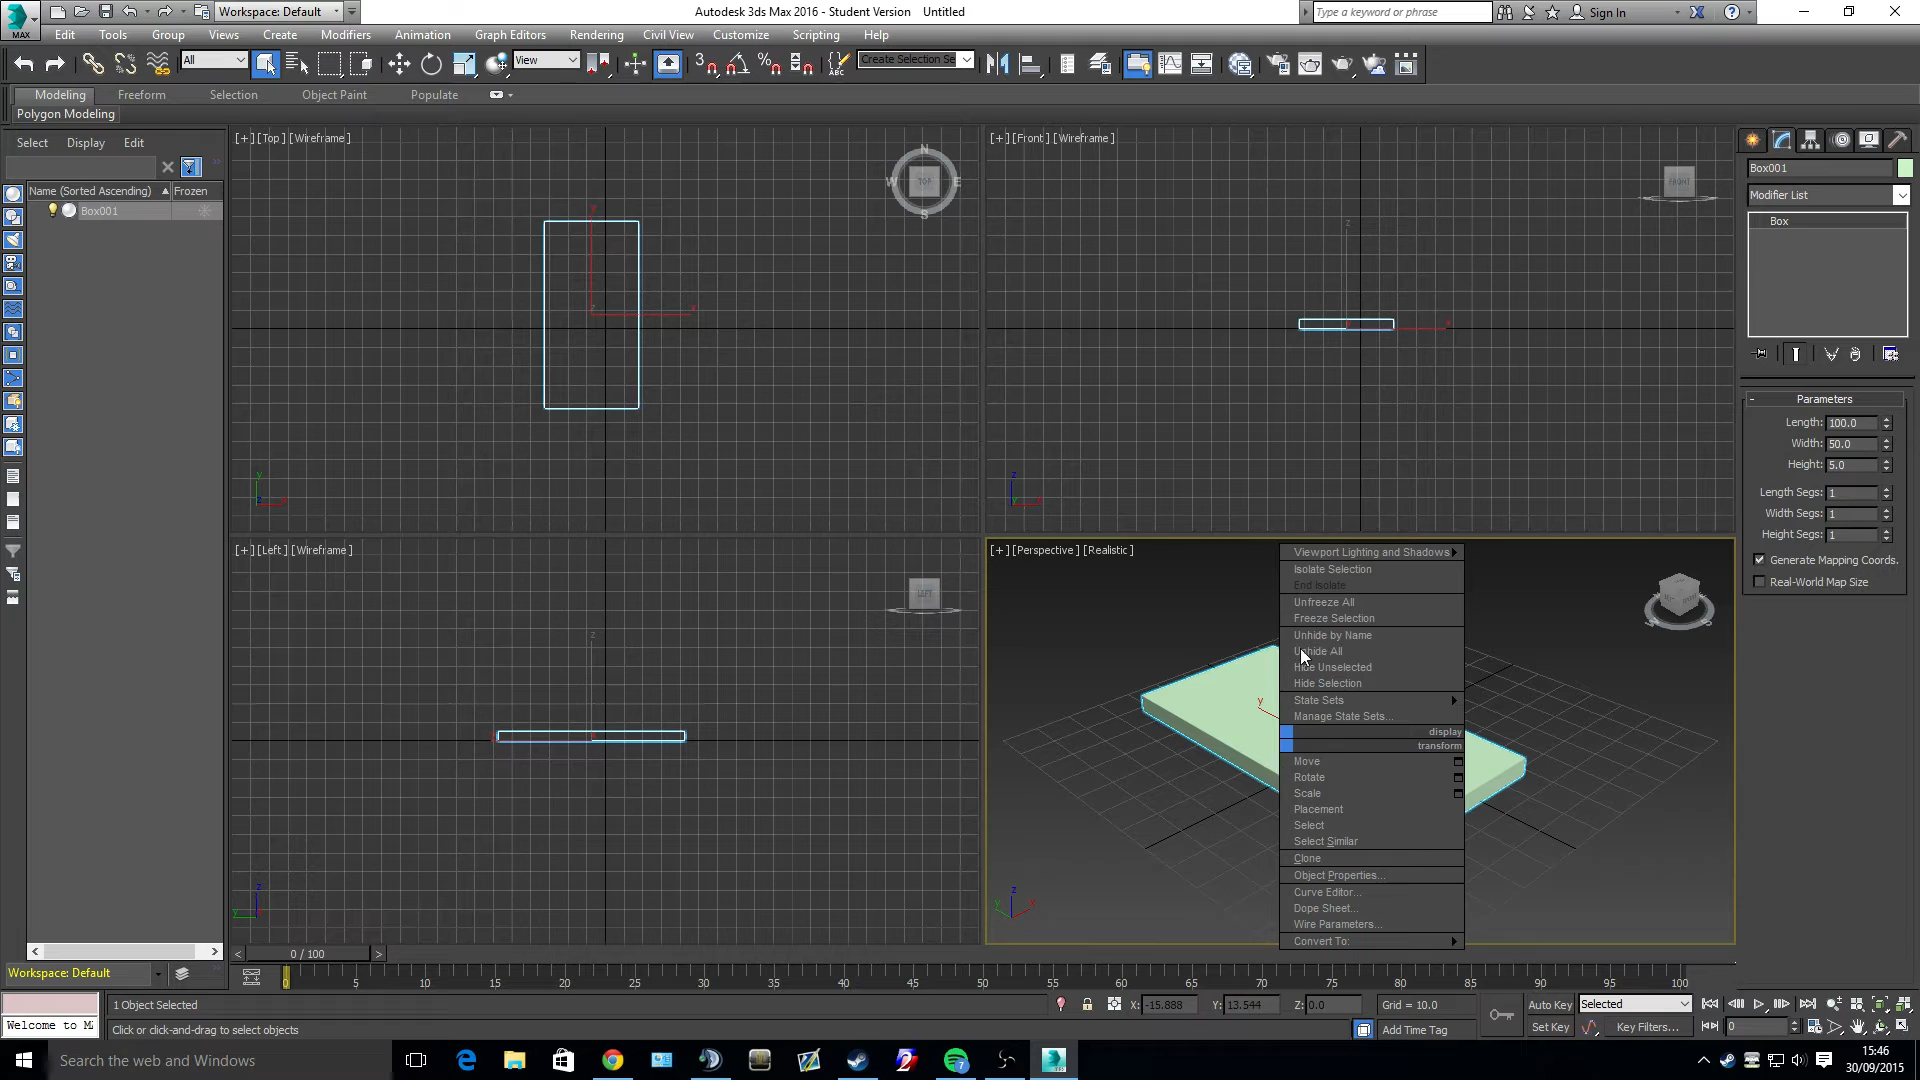 MAX
Workspace: Default
Autodesk 3ds Max 2016 - Student Version    Untitled
Type a keyword or phrase
Sign In
Edit Tools Group Views Create Modifiers Animation Graph Editors Rendering Civil View Customize Scripting Help
All
View
3
ABC
Create Selection Se
Modeling Freeform Selection Object Paint Populate
Polygon Modeling
Select Display Edit
Name (Sorted Ascending) Frozen
Box001
[+][Top][Wireframe]
N
W TOP E
S
y
z x
y
z x
[+][Front][Wireframe]
FRONT
z
x
z
y x
[+][Left][Wireframe]
LEFT
z
z
y
[+][Perspective][Realistic]
y
z
y x
Viewport Lighting and Shadows
Isolate Selection
End Isolate
Unfreeze All
Freeze Selection
Unhide by Name
Unhide All
Hide Unselected
Hide Selection
State Sets
Manage State Sets...
display
transform
Move
Rotate
Scale
Placement
Select
Select Similar
Clone
Object Properties...
Curve Editor...
Dope Sheet...
Wire Parameters...
Convert To:
Box001
Modifier List
Box
- Parameters
Length: 100.0
Width: 50.0
Height: 5.0
Length Segs: 1
Width Segs: 1
Height Segs: 1
Generate Mapping Coords.
Real-World Map Size
< 0 / 100 >
Workspace: Default
0 5 10 15 20 25 30 35 40 45 50 55 60 65 70 75 80 85 90 95 100
1 Object Selected
X: -15.888 Y: 13.544 Z: 0.0 Grid = 10.0
Auto Key Selected
Welcome to M
Click or click-and-drag to select objects
Add Time Tag
Set Key Key Filters... 0
Search the web and Windows
7
15:46
30/09/2015